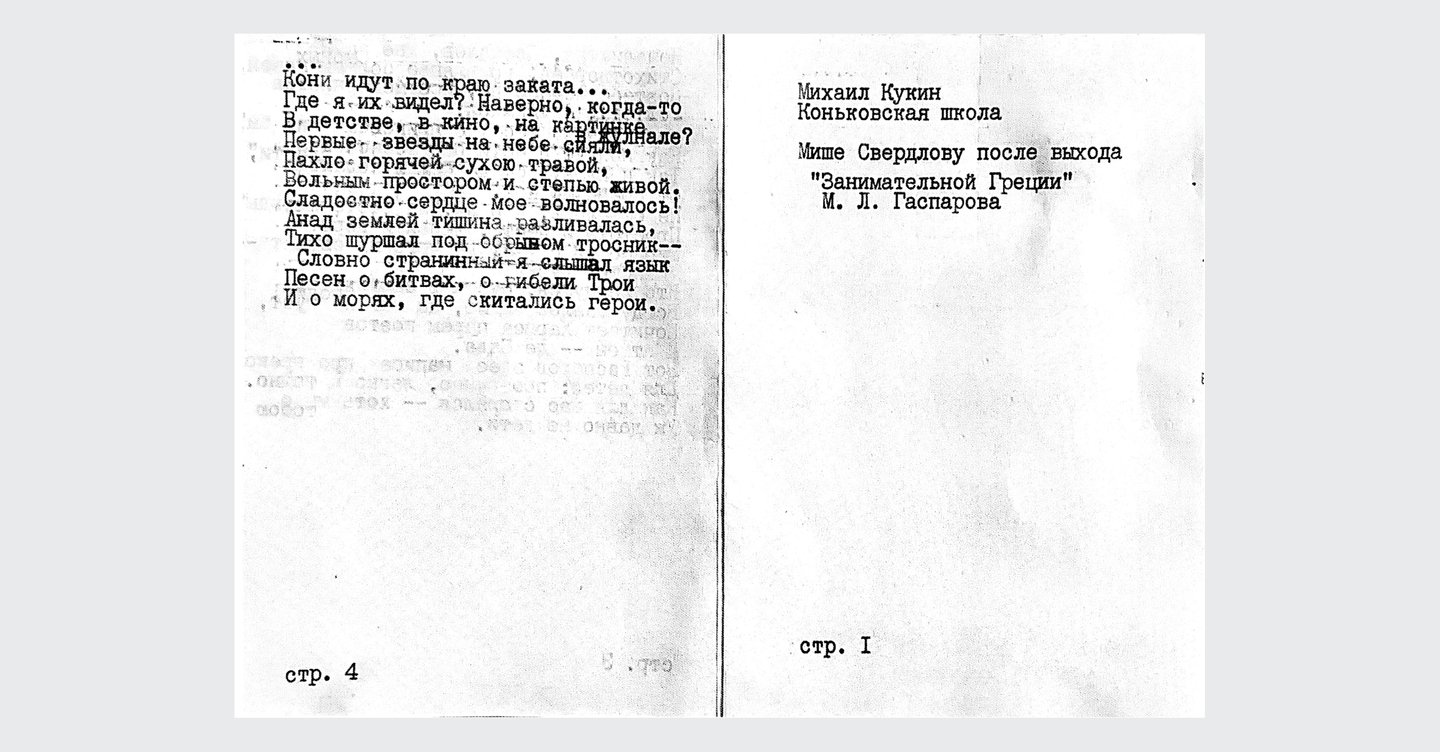 ...
Кони идут по краю заката...
Где я их видел? Наверно, когда-то
В детстве, в кино, на картинке
в журнале?
Первые звезды на небе сияли,
Пахло горячей сухою травой,
Вольным простором и степью живой.
Сладостно сердце мое волновалось!
Анад землей тишина разливалась,
Тихо шуршал под обрывом тросник--
Словно странинный я слышал язык
Песен о битвах, о гибели Трои
И о морях, где скитались герои.
стр. 4
Михаил Кукин
Коньковская школа
Мише Свердлову после выхода
"Занимательной Греции"
М. Л. Гаспарова
стр. I